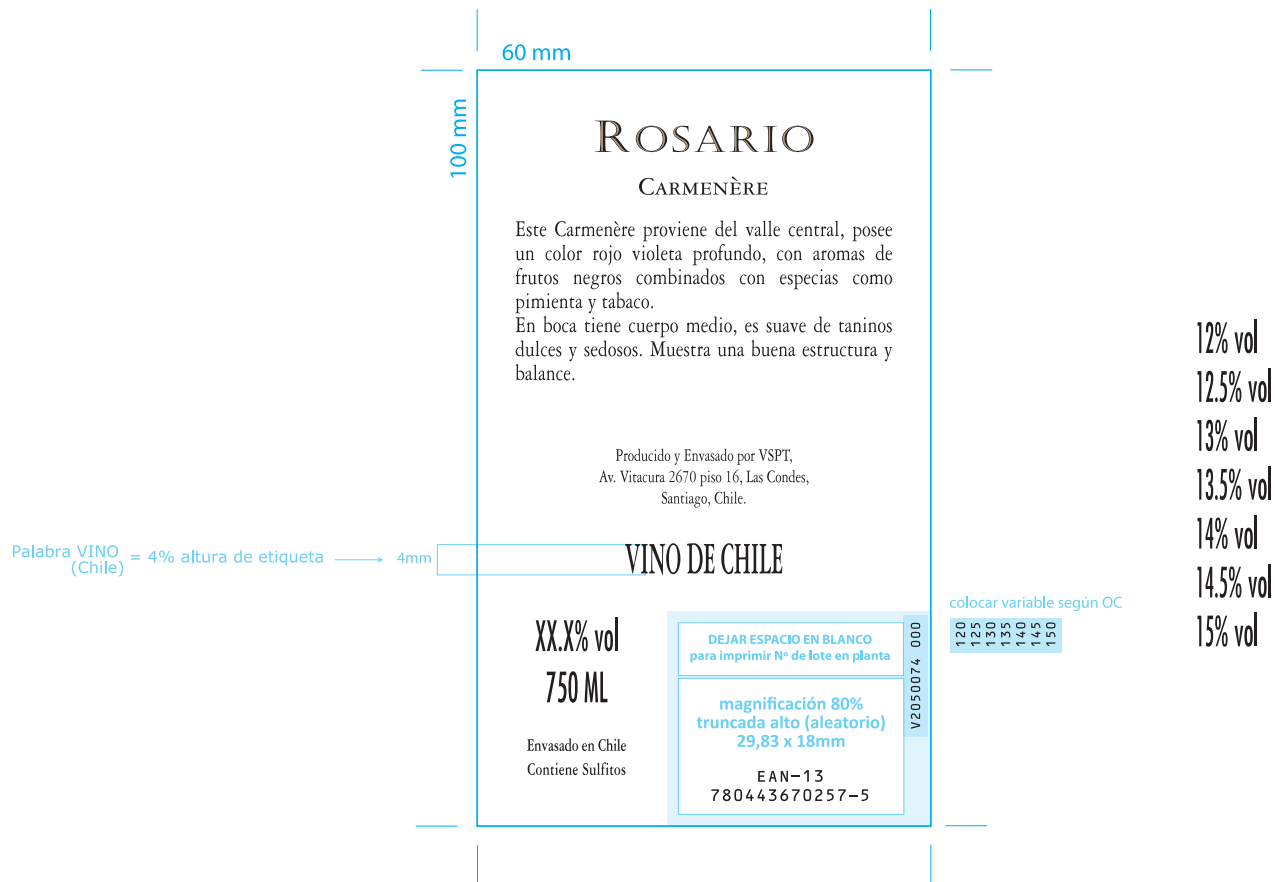 60 mm
100 mm
ROSARIO
CARMENÈRE
Este Carmenère proviene del valle central, posee
un color rojo violeta profundo, con aromas de
frutos negros combinados con especias como
pimienta y tabaco.
En boca tiene cuerpo medio, es suave de taninos
dulces y sedosos. Muestra una buena estructura y
balance.
Producido y Envasado por VSPT,
Av. Vitacura 2670 piso 16, Las Condes,
Santiago, Chile.
Palabra VINO
(Chile)
= 4% altura de etiqueta
4mm
VINO DE CHILE
XX.X% vol
750 ML
Envasado en Chile
Contiene Sulfitos
DEJAR ESPACIO EN BLANCO
para imprimir Nº de lote en planta
magnificación 80%
truncada alto (aleatorio)
29,83 x 18mm
EAN-13
780443670257-5
V2050074 000
colocar variable según OC
120
125
130
135
140
145
150
12% vol
12.5% vol
13% vol
13.5% vol
14% vol
14.5% vol
15% vol